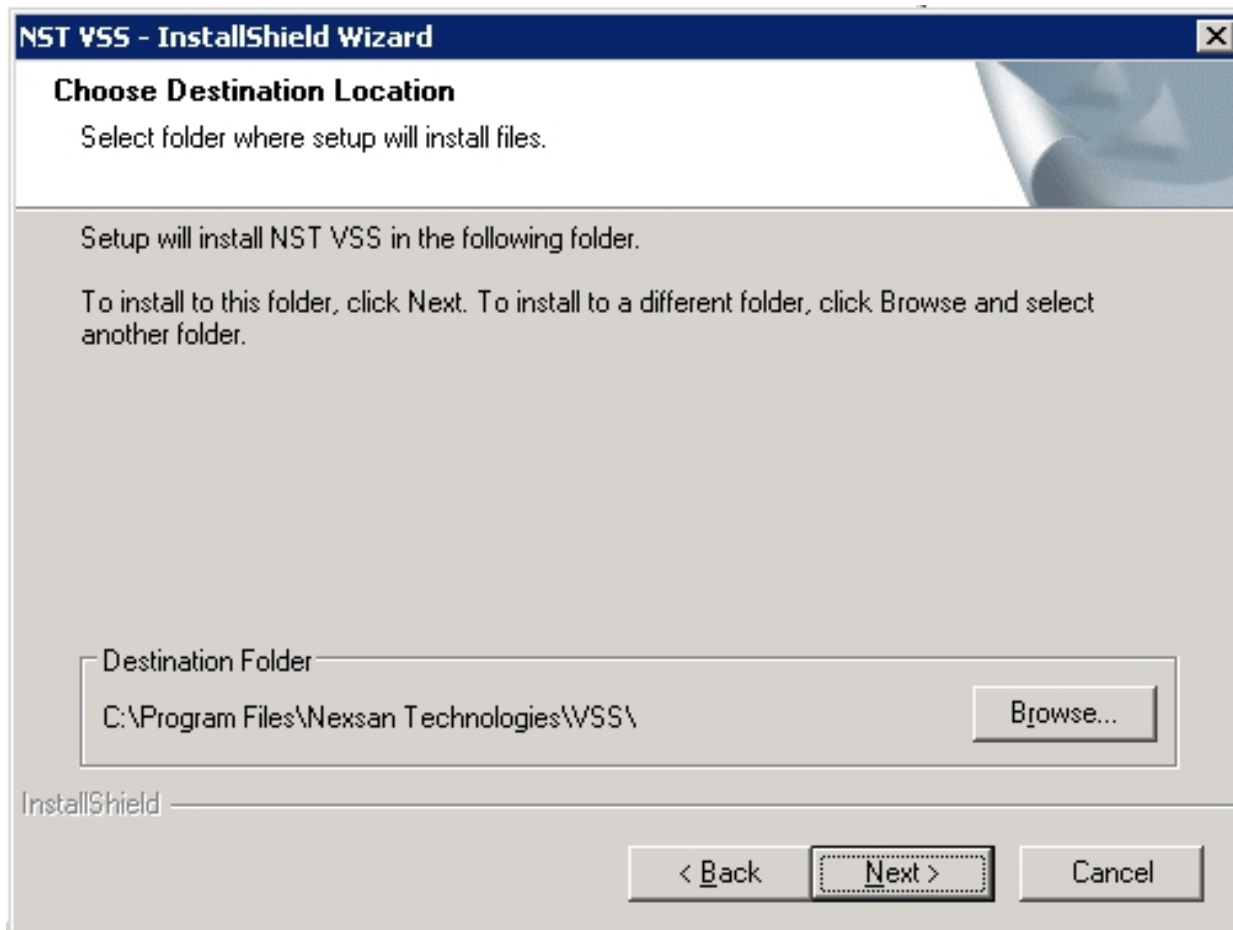 NST VSS - InstallShield Wizard
Choose Destination Location
Select folder where setup will install files.
Setup will install NST VSS in the following folder.
To install to this folder, click Next. To install to a different folder, click Browse and select
another folder.
Destination Folder
C:\Program Files\Nexsan Technologies\VSS\
Browse...
InstallShield
< Back
Next >
Cancel